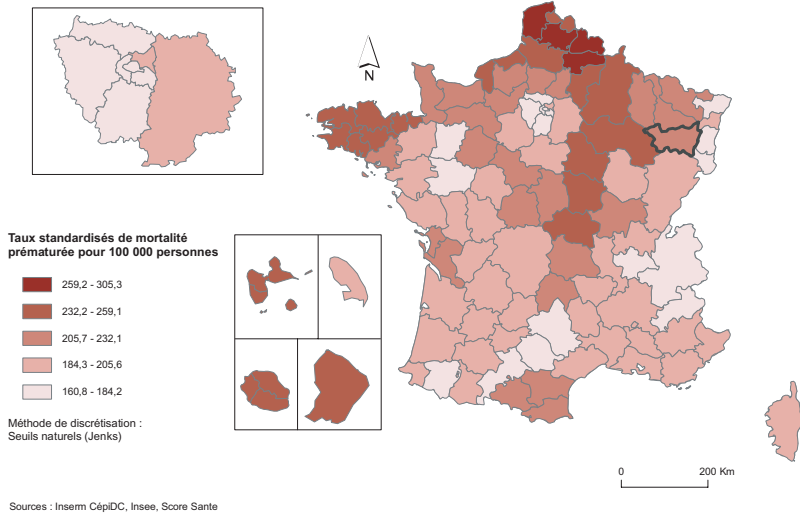 N
Taux standardisés de mortalité
prématurée pour 100 000 personnes
259,2 - 305,3
232,2 - 259,1
205,7 - 232,1
184,3 - 205,6
160,8 - 184,2
Méthode de discrétisation :
Seuils naturels (Jenks)
0 200 Km
Sources : Inserm CépiDC, Insee, Score Sante